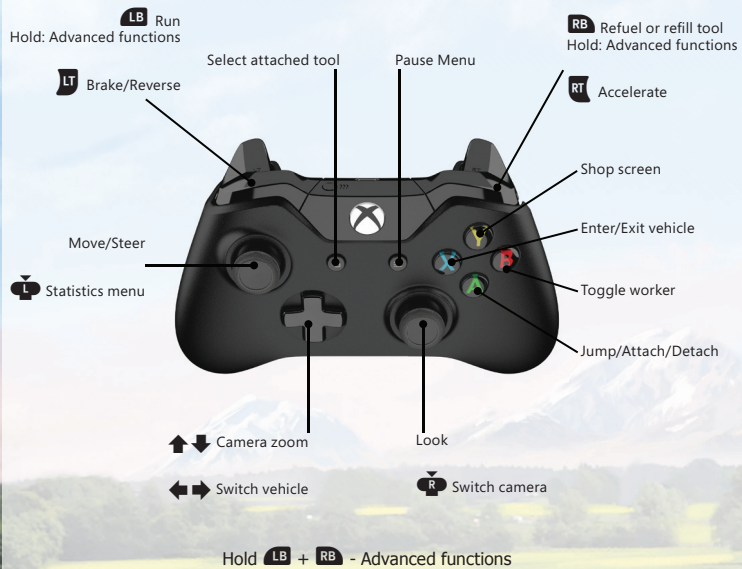 LB Run
Hold: Advanced functions
RB Refuel or refill tool
Hold: Advanced functions
Select attached tool
Pause Menu
LT Brake/Reverse
RT Accelerate
Shop screen
Y
Enter/Exit vehicle
Move/Steer
X
B
L Statistics menu
Toggle worker
A
Jump/Attach/Detach
Camera zoom
Look
Switch vehicle
R Switch camera
Hold LB + RB - Advanced functions